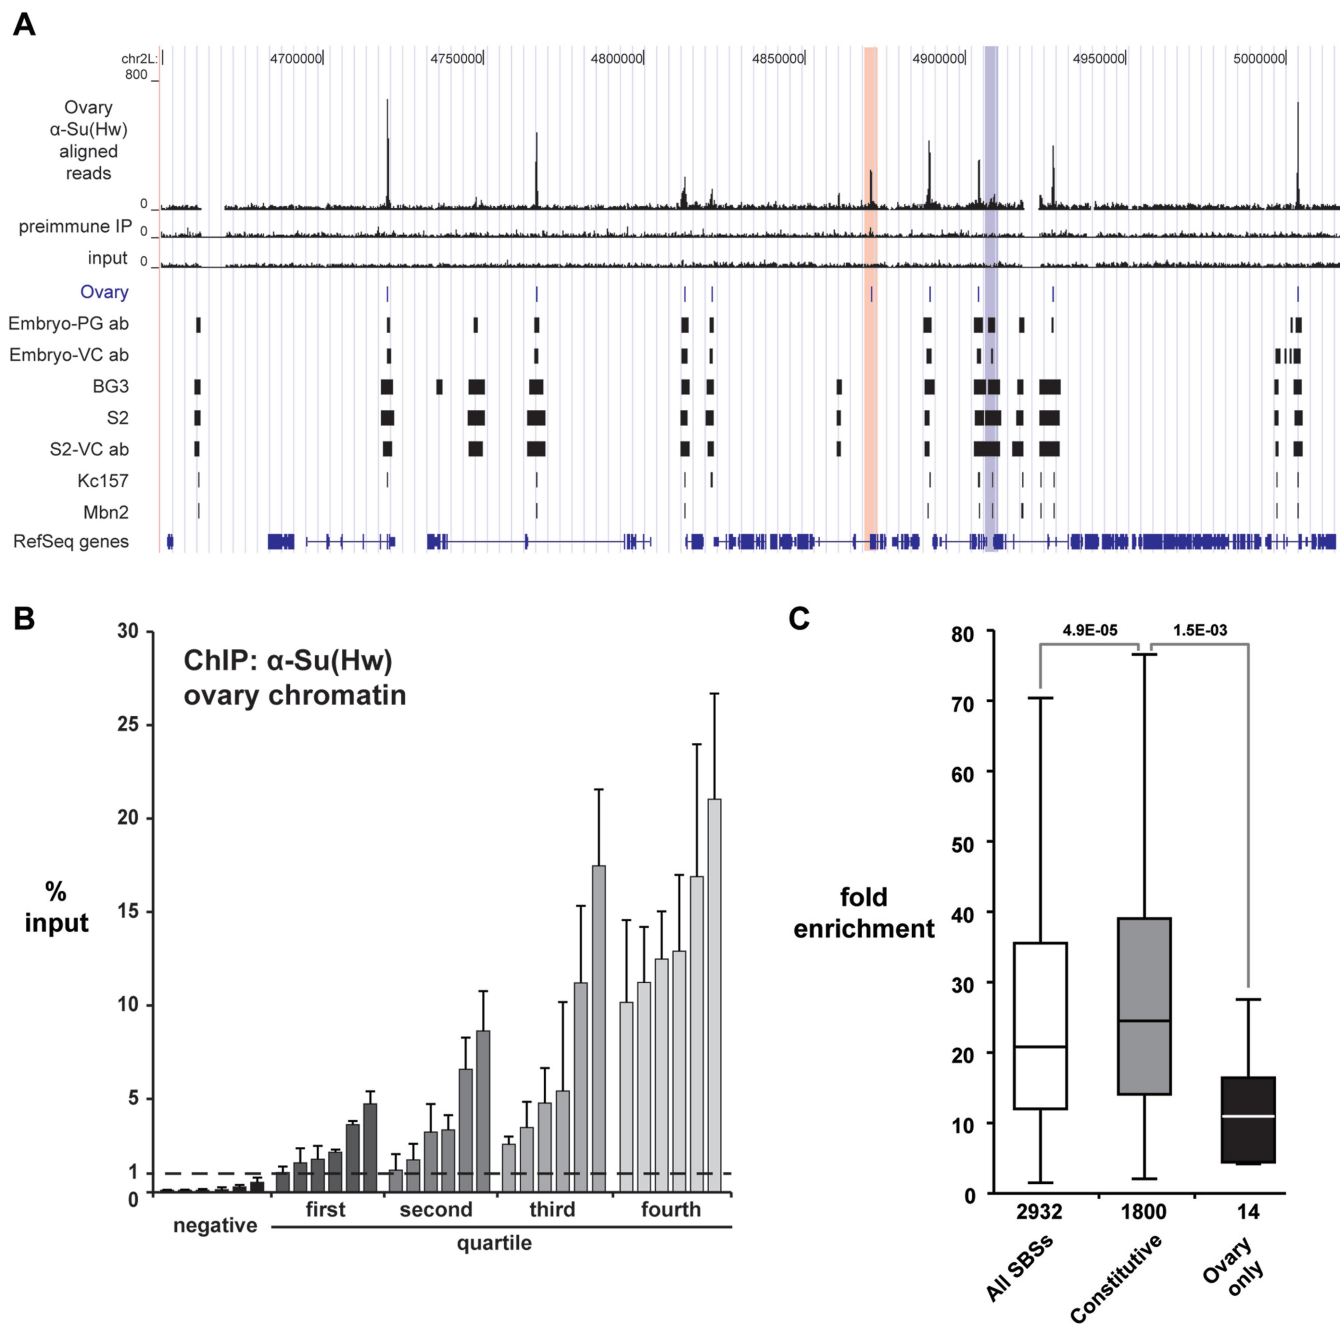 A
chr2L:
4700000
4750000
4800000
4850000
4900000
4950000
5000000
800
Ovary
α-Su(Hw)
aligned
reads
0
preimmune IP
0
input
0
Ovary
Embryo-PG ab
Embryo-VC ab
BG3
S2
S2-VC ab
Kc157
Mbn2
RefSeq genes
B
ChIP: α-Su(Hw)
ovary chromatin
30
25
20
15
10
5
1
0
%
input
negative
first
second
third
fourth
quartile
C
4.9E-05
1.5E-03
80
70
60
50
40
30
20
10
0
fold
enrichment
2932
1800
14
All SBSs
Constitutive
Ovary
only